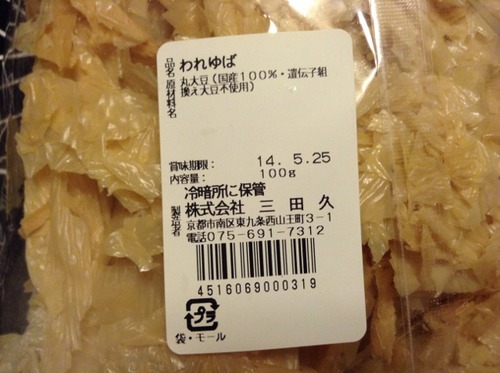 品名 われゆば
原材料名 丸大豆(国産100%・遺伝子組
換え大豆不使用)
賞味期限: 14. 5.25
内容量: 100g
冷暗所に保管
製造者 株式会社 三田久
京都市南区東九条西山王町3-1
電話075-691-7312
4516069000319
プラ
袋・モール